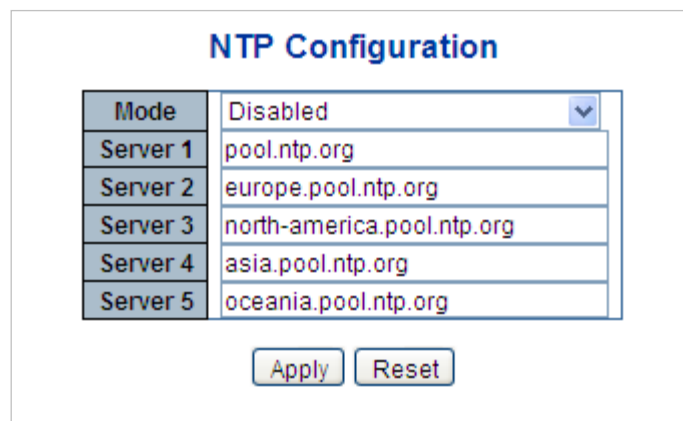 NTP Configuration
Mode Disabled
Server 1 pool.ntp.org
Server 2 europe.pool.ntp.org
Server 3 north-america.pool.ntp.org
Server 4 asia.pool.ntp.org
Server 5 oceania.pool.ntp.org
Apply Reset